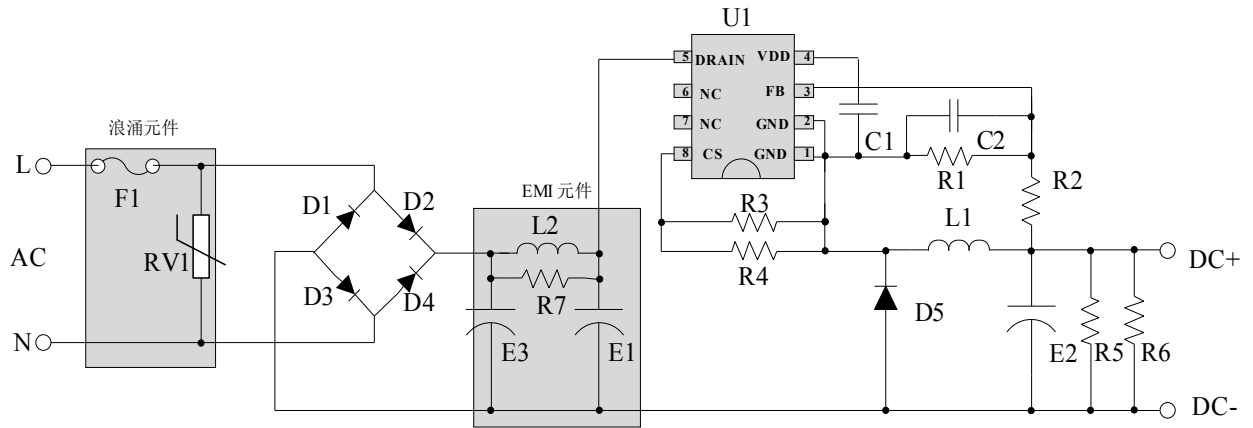 U1
5 DRAIN VDD 4
6 NC FB 3
7 NC GND 2
8 CS GND 1
浪涌元件
L
F1
AC
RV1
N
D1
D2
D3
D4
EMI 元件
L2
R7
E3
E1
C1
C2
R1
R2
R3
R4
L1
D5
E2
R5
R6
DC+
DC-